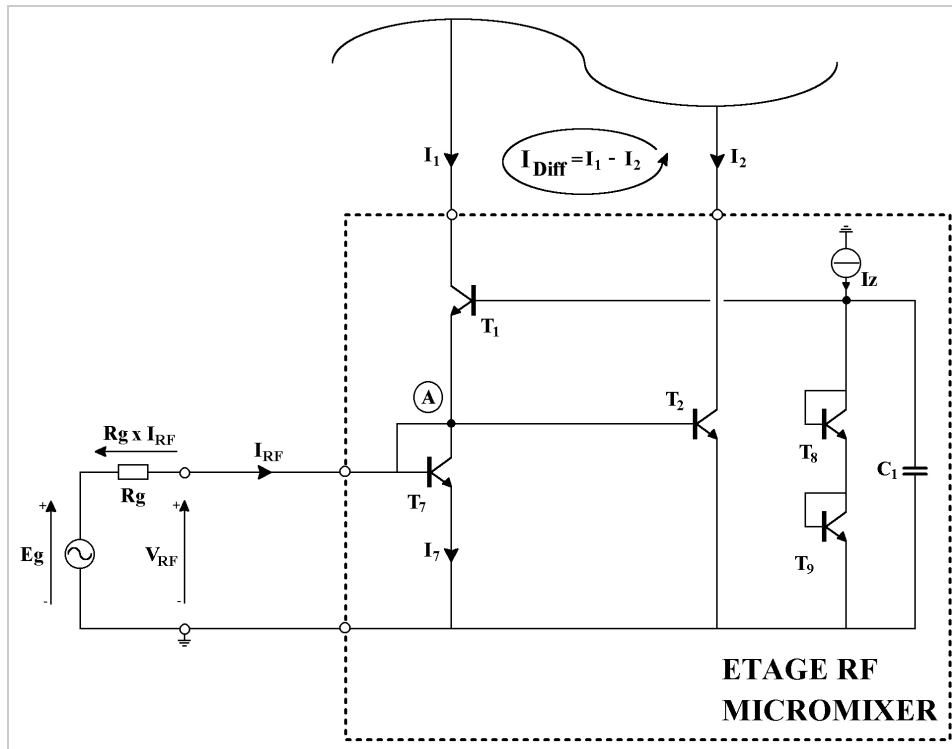 I1
IDiff = I1 - I2
I2
Iz
T1
A
T2
Rg x IRF
IRF
Rg
T7
T8
C1
+
+
Eg
VRF
I7
T9
-
-
ETAGE RF
MICROMIXER